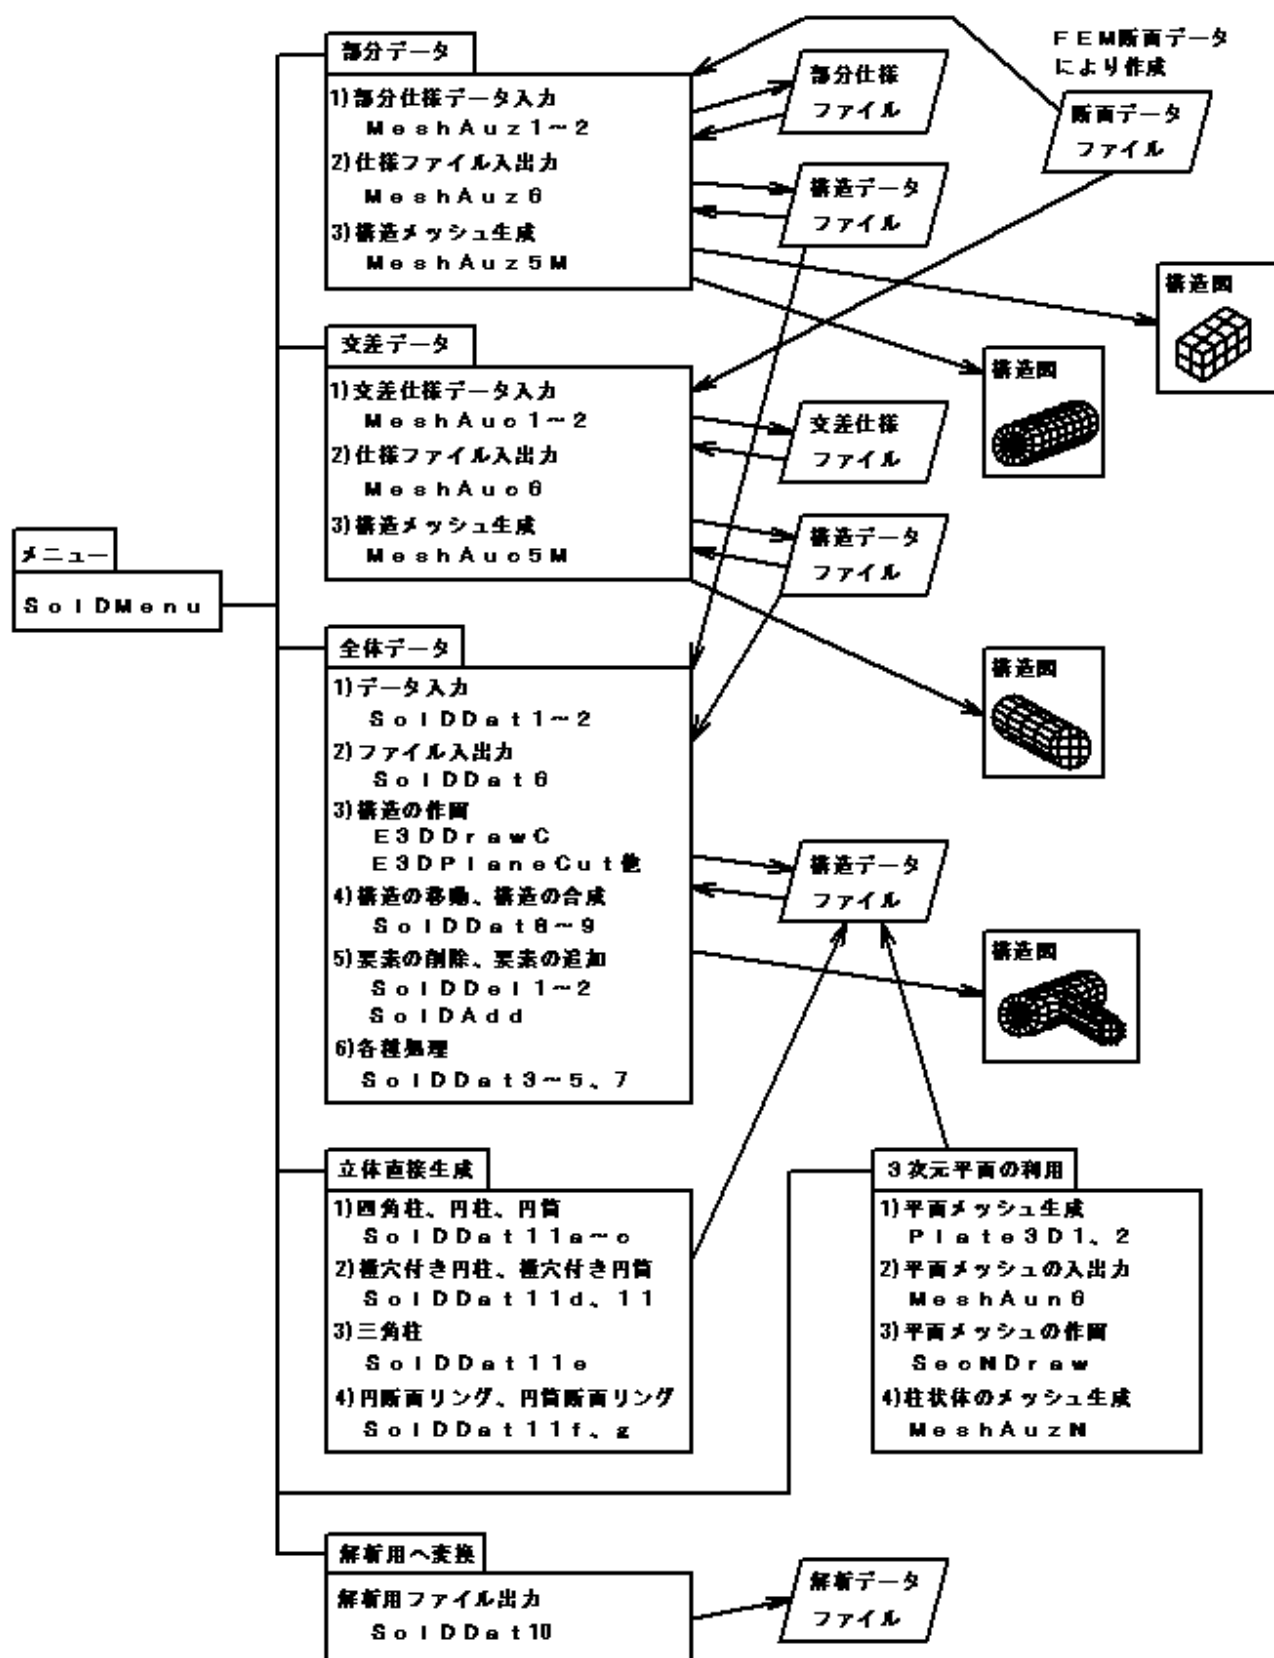 メニュー
SolDMenu
部分データ
1)部分仕様データ入力
MeshAuz1~2
2)仕様ファイル入出力
MeshAuz6
3)構造メッシュ生成
MeshAuz5M
部分仕様
ファイル
構造データ
ファイル
FEM断面データ
により作成
断面データ
ファイル
構造図
構造図
交差データ
1)交差仕様データ入力
MeshAuc1~2
2)仕様ファイル入出力
MeshAuc6
3)構造メッシュ生成
MeshAuc5M
交差仕様
ファイル
構造データ
ファイル
構造図
全体データ
1)データ入力
SolDDat1~2
2)ファイル入出力
SolDDat6
3)構造の作図
E3DDrawC
E3DPlaneCut他
4)構造の移動、構造の合成
SolDDat8~9
5)要素の削除、要素の追加
SolDDel1~2
SolDAdd
6)各種処理
SolDDat3~5、7
構造データ
ファイル
構造図
立体直接生成
1)四角柱、円柱、円筒
SolDDat11a~c
2)種穴付き円柱、種穴付き円筒
SolDDat11d、11
3)三角柱
SolDDat11e
4)円断面リング、円筒断面リング
SolDDat11f、g
3次元平面の利用
1)平面メッシュ生成
Plate3D1、2
2)平面メッシュの入出力
MeshAun6
3)平面メッシュの作図
SecNDraw
4)柱状体のメッシュ生成
MeshAuzN
解析用へ変換
解析用ファイル出力
SolDDat10
解析データ
ファイル